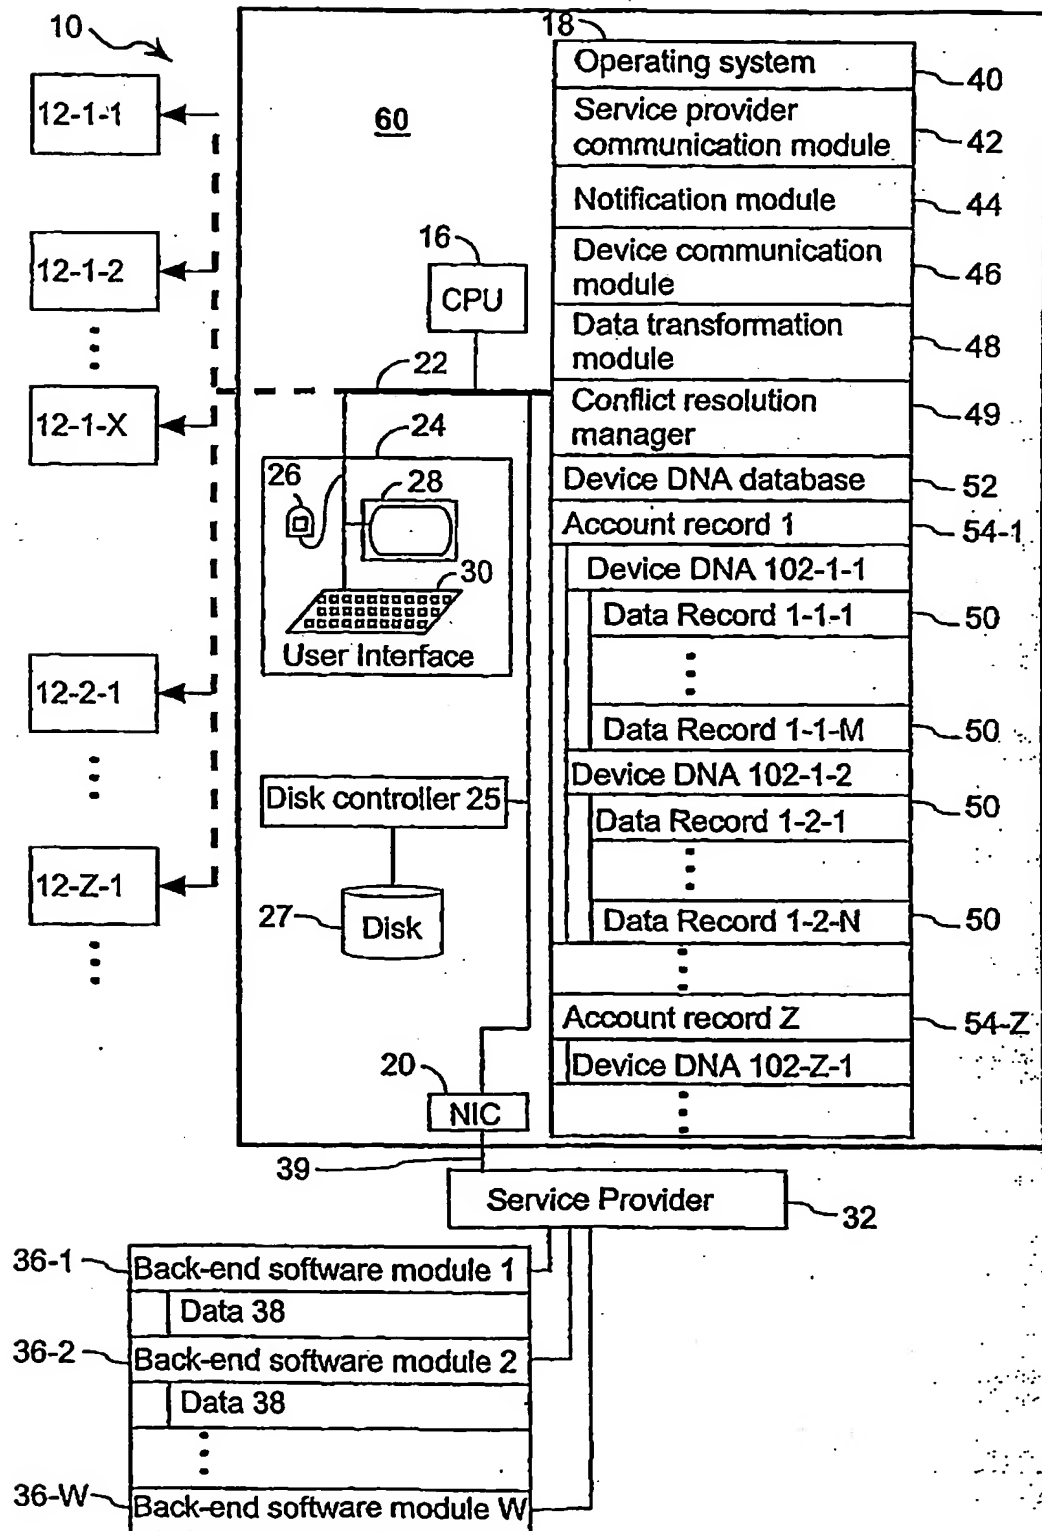 10
18
12-1-1
Operating system
40
60
Service provider
communication module
42
Notification module
44
12-1-2
16
CPU
Device communication
module
46
Data transformation
module
48
22
12-1-X
Conflict resolution
manager
49
24
26
28
Device DNA database
52
Account record 1
54-1
30
Device DNA 102-1-1
Data Record 1-1-1
50
User Interface
12-2-1
Data Record 1-1-M
50
Device DNA 102-1-2
Disk controller 25
50
Data Record 1-2-1
12-Z-1
27
Disk
Data Record 1-2-N
50
Account record Z
54-Z
20
Device DNA 102-Z-1
NIC
39
Service Provider
32
36-1
Back-end software module 1
Data 38
36-2
Back-end software module 2
Data 38
36-W
Back-end software module W